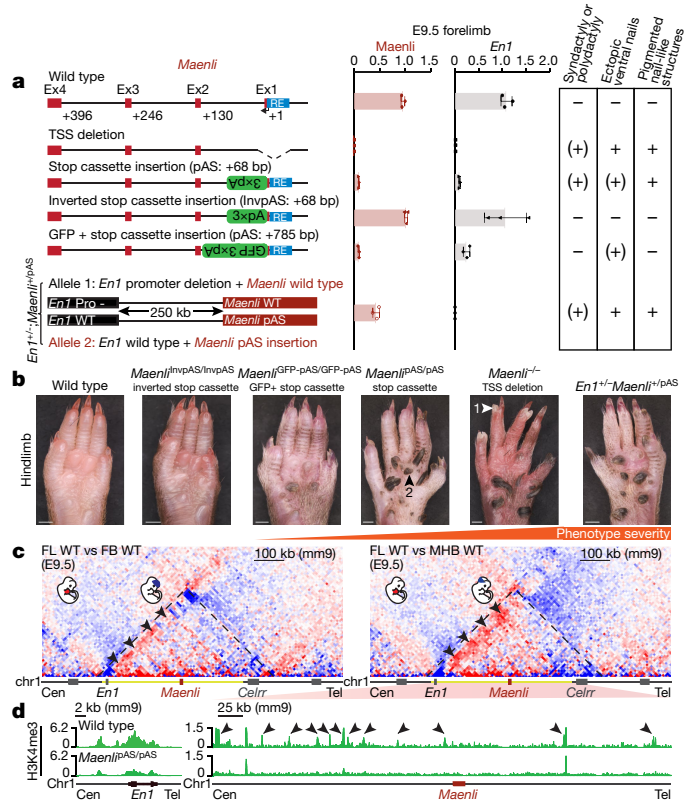 a
Maenli
Wild type
Ex4 Ex3 Ex2 Ex1
RE
+396 +246 +130 +1
TSS deletion
Stop cassette insertion (pAS: +68 bp)
3×pA RE
Inverted stop cassette insertion (InvpAS: +68 bp)
3×pA RE
GFP + stop cassette insertion (pAS: +785 bp)
GFP 3×pA RE
En1+/-;Maenli+/pAS
Allele 1: En1 promoter deletion + Maenli wild type
En1 Pro - Maenli WT
250 kb
En1 WT Maenli pAS
Allele 2: En1 wild type + Maenli pAS insertion
E9.5 forelimb
Maenli En1
0 0.5 1.0 1.5 0 0.5 1.0 1.5 2.0
Syndactyly or polydactyly
Ectopic ventral nails
Pigmented nail-like structures
− − −
(+) + +
(+) (+) +
− − −
− (+) −
(+) + +
b
Wild type
MaenliInvpAS/InvpAS
inverted stop cassette
MaenliGFP-pAS/GFP-pAS
GFP+ stop cassette
MaenlipAS/pAS
stop cassette
Maenli−/−
TSS deletion
En1+/−Maenli+/pAS
Hindlimb
1
2
Phenotype severity
c
FL WT vs FB WT
(E9.5)
100 kb (mm9)
FL WT vs MHB WT
(E9.5)
100 kb (mm9)
chr1
Cen En1 Maenli Celrr Tel
chr1
Cen En1 Maenli Celrr Tel
d
2 kb (mm9) 25 kb (mm9)
H3K4me3
6.2 Wild type 1.5
0 0
6.2 MaenlipAS/pAS 1.5
0 0
Chr1 Chr1
Cen En1 Tel Cen Maenli Tel